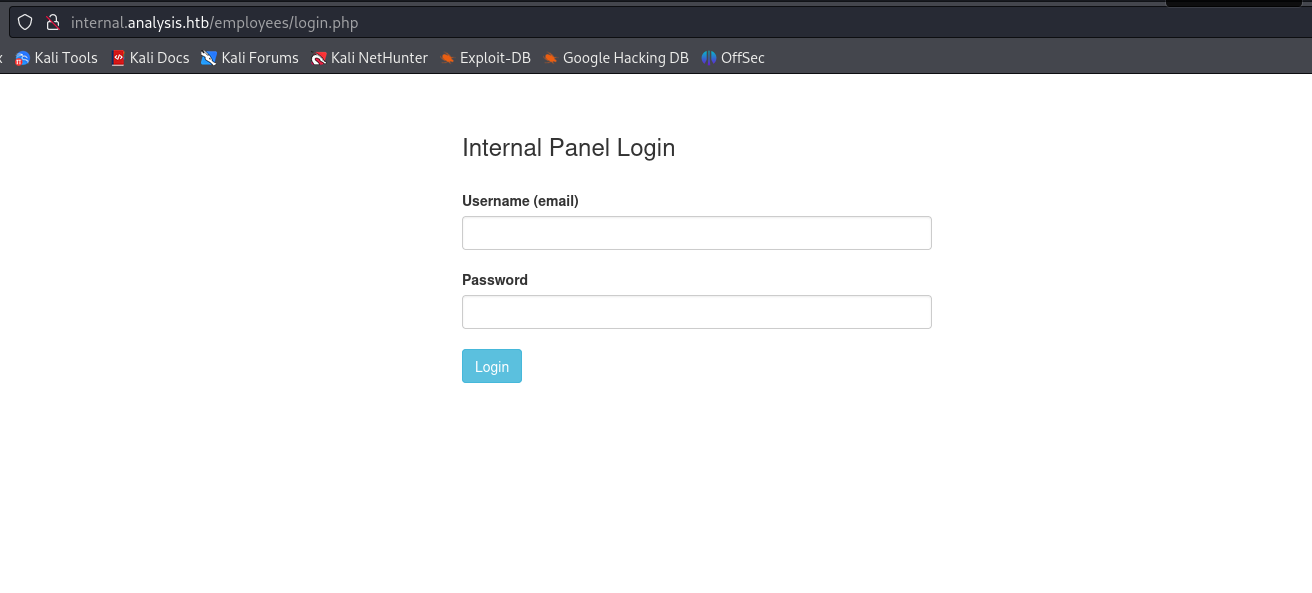 internal.analysis.htb/employees/login.php
Kali Tools Kali Docs Kali Forums Kali NetHunter Exploit-DB Google Hacking DB OffSec
Internal Panel Login
Username (email)
Password
Login